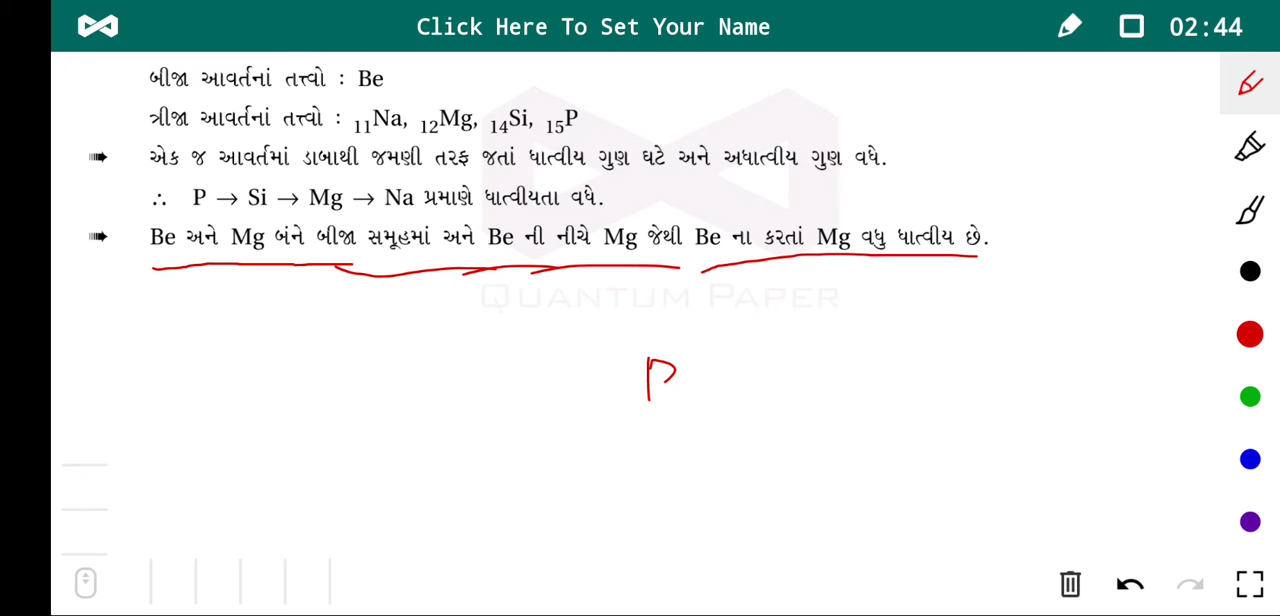 Click Here To Set Your Name
02:44
બીજા આવર્તનાં તત્ત્વો : Be
ત્રીજા આવર્તનાં તત્ત્વો : ₁₁Na, ₁₂Mg, ₁₄Si, ₁₅P
➠ એક જ આવર્તમાં ડાબાથી જમણી તરફ જતાં ધાત્વીય ગુણ ઘટે અને અધાત્વીય ગુણ વધે.
∴ P → Si → Mg → Na પ્રમાણે ધાત્વીયતા વધે.
➠ Be અને Mg બંને બીજા સમૂહમાં અને Be ની નીચે Mg જેથી Be ના કરતાં Mg વધુ ધાત્વીય છે.
QUANTUM PAPER
P